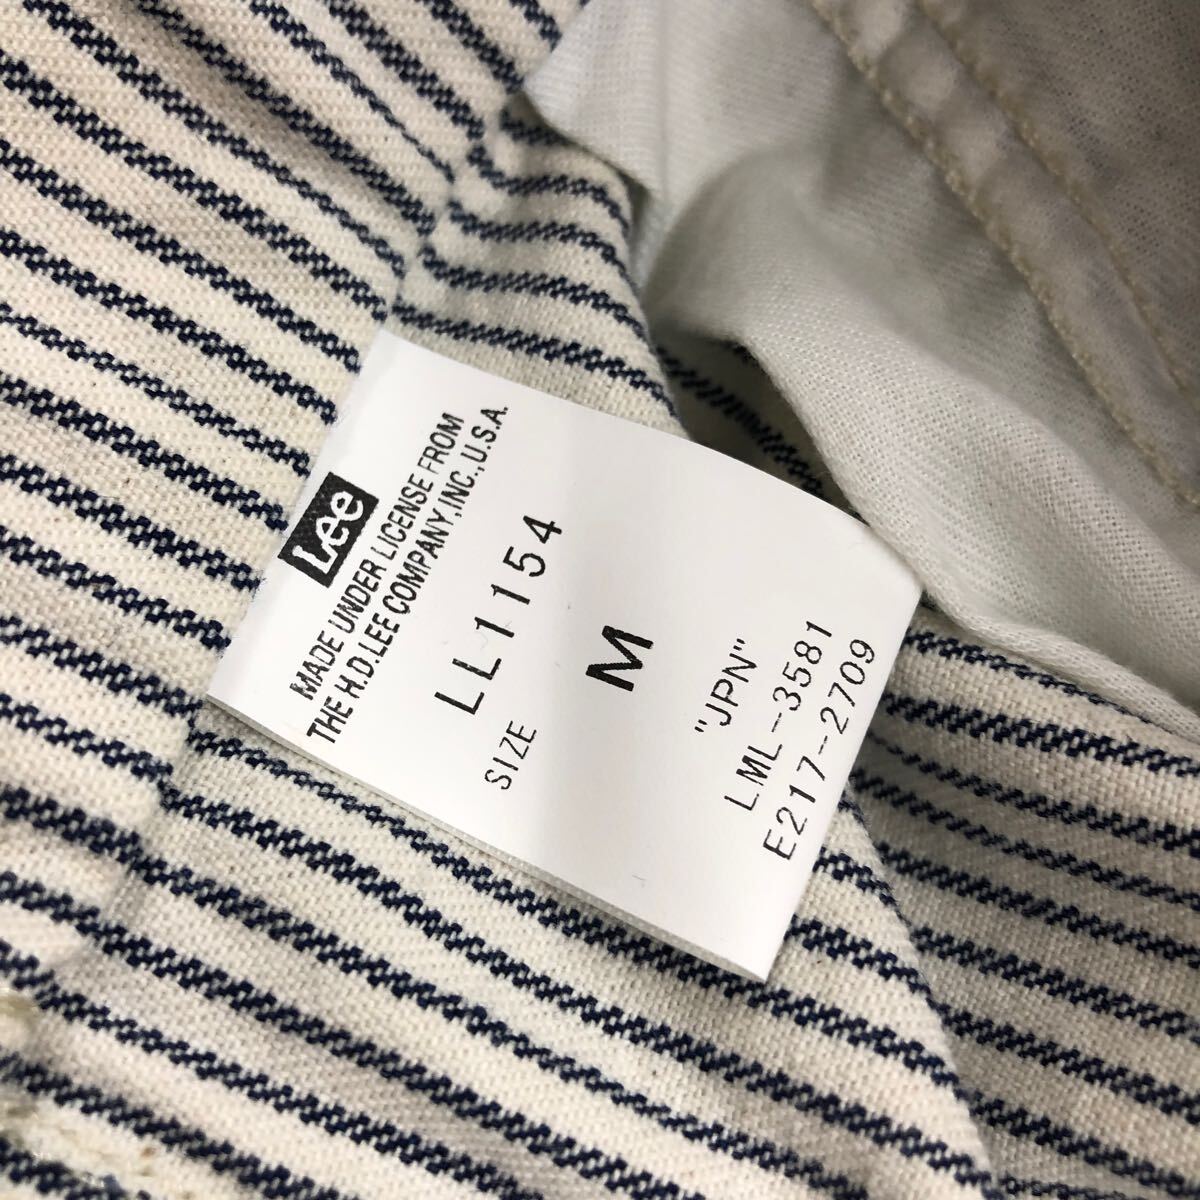 Lee
MADE UNDER LICENSE FROM
THE H.D.LEE COMPANY,INC.,U.S.A.
LL1154
SIZE M
"JPN"
LML-3581
E217-2709